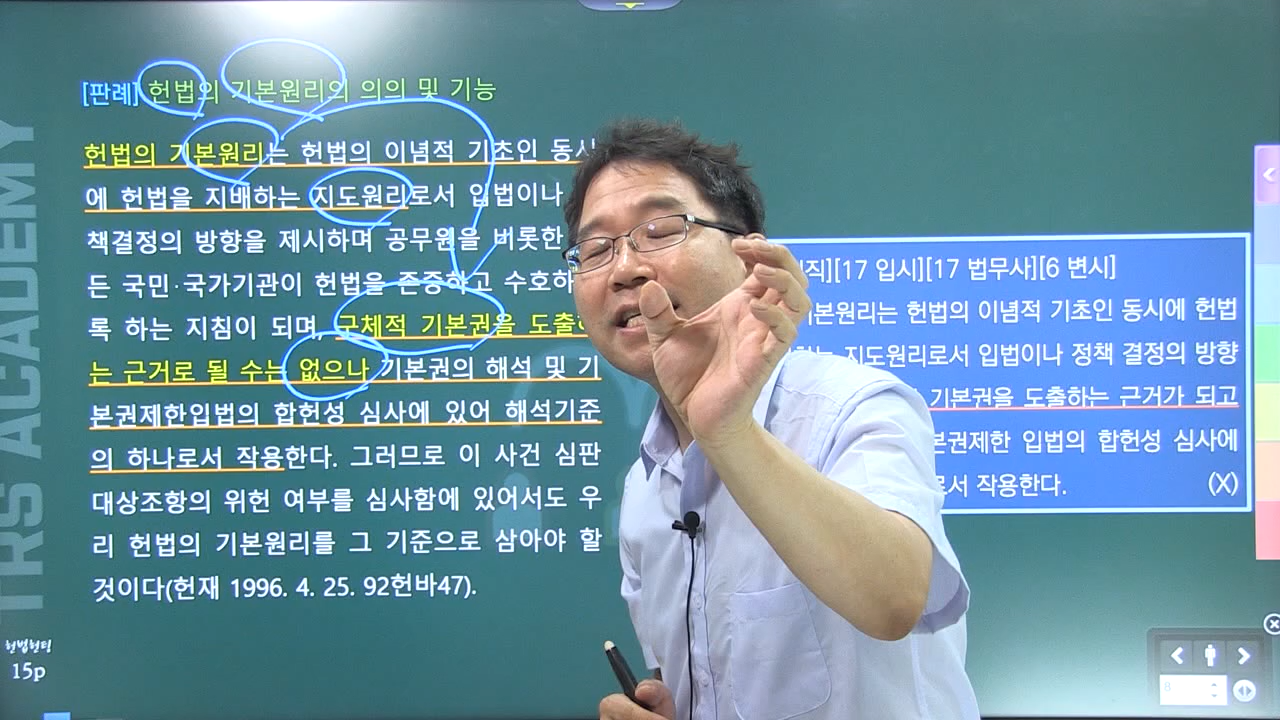 [판례] 헌법의 기본원리의 의의 및 기능
헌법의 기본원리는 헌법의 이념적 기초인 동시
에 헌법을 지배하는 지도원리로서 입법이나
책결정의 방향을 제시하며 공무원을 비롯한
든 국민·국가기관이 헌법을 존중하고 수호하
록 하는 지침이 되며, 구체적 기본권을 도출하
는 근거로 될 수는 없으나 기본권의 해석 및 기
본권제한입법의 합헌성 심사에 있어 해석기준
의 하나로서 작용한다. 그러므로 이 사건 심판
대상조항의 위헌 여부를 심사함에 있어서도 우
리 헌법의 기본원리를 그 기준으로 삼아야 할
것이다(헌재 1996. 4. 25. 92헌바47).
직][17 입시][17 법무사][6 변시]
기본원리는 헌법의 이념적 기초인 동시에 헌법
지도원리로서 입법이나 정책 결정의 방향
기본권을 도출하는 근거가 되고
본권제한 입법의 합헌성 심사에
로서 작용한다. (X)
TRS ACADEMY
헌법헌팅
15p
8